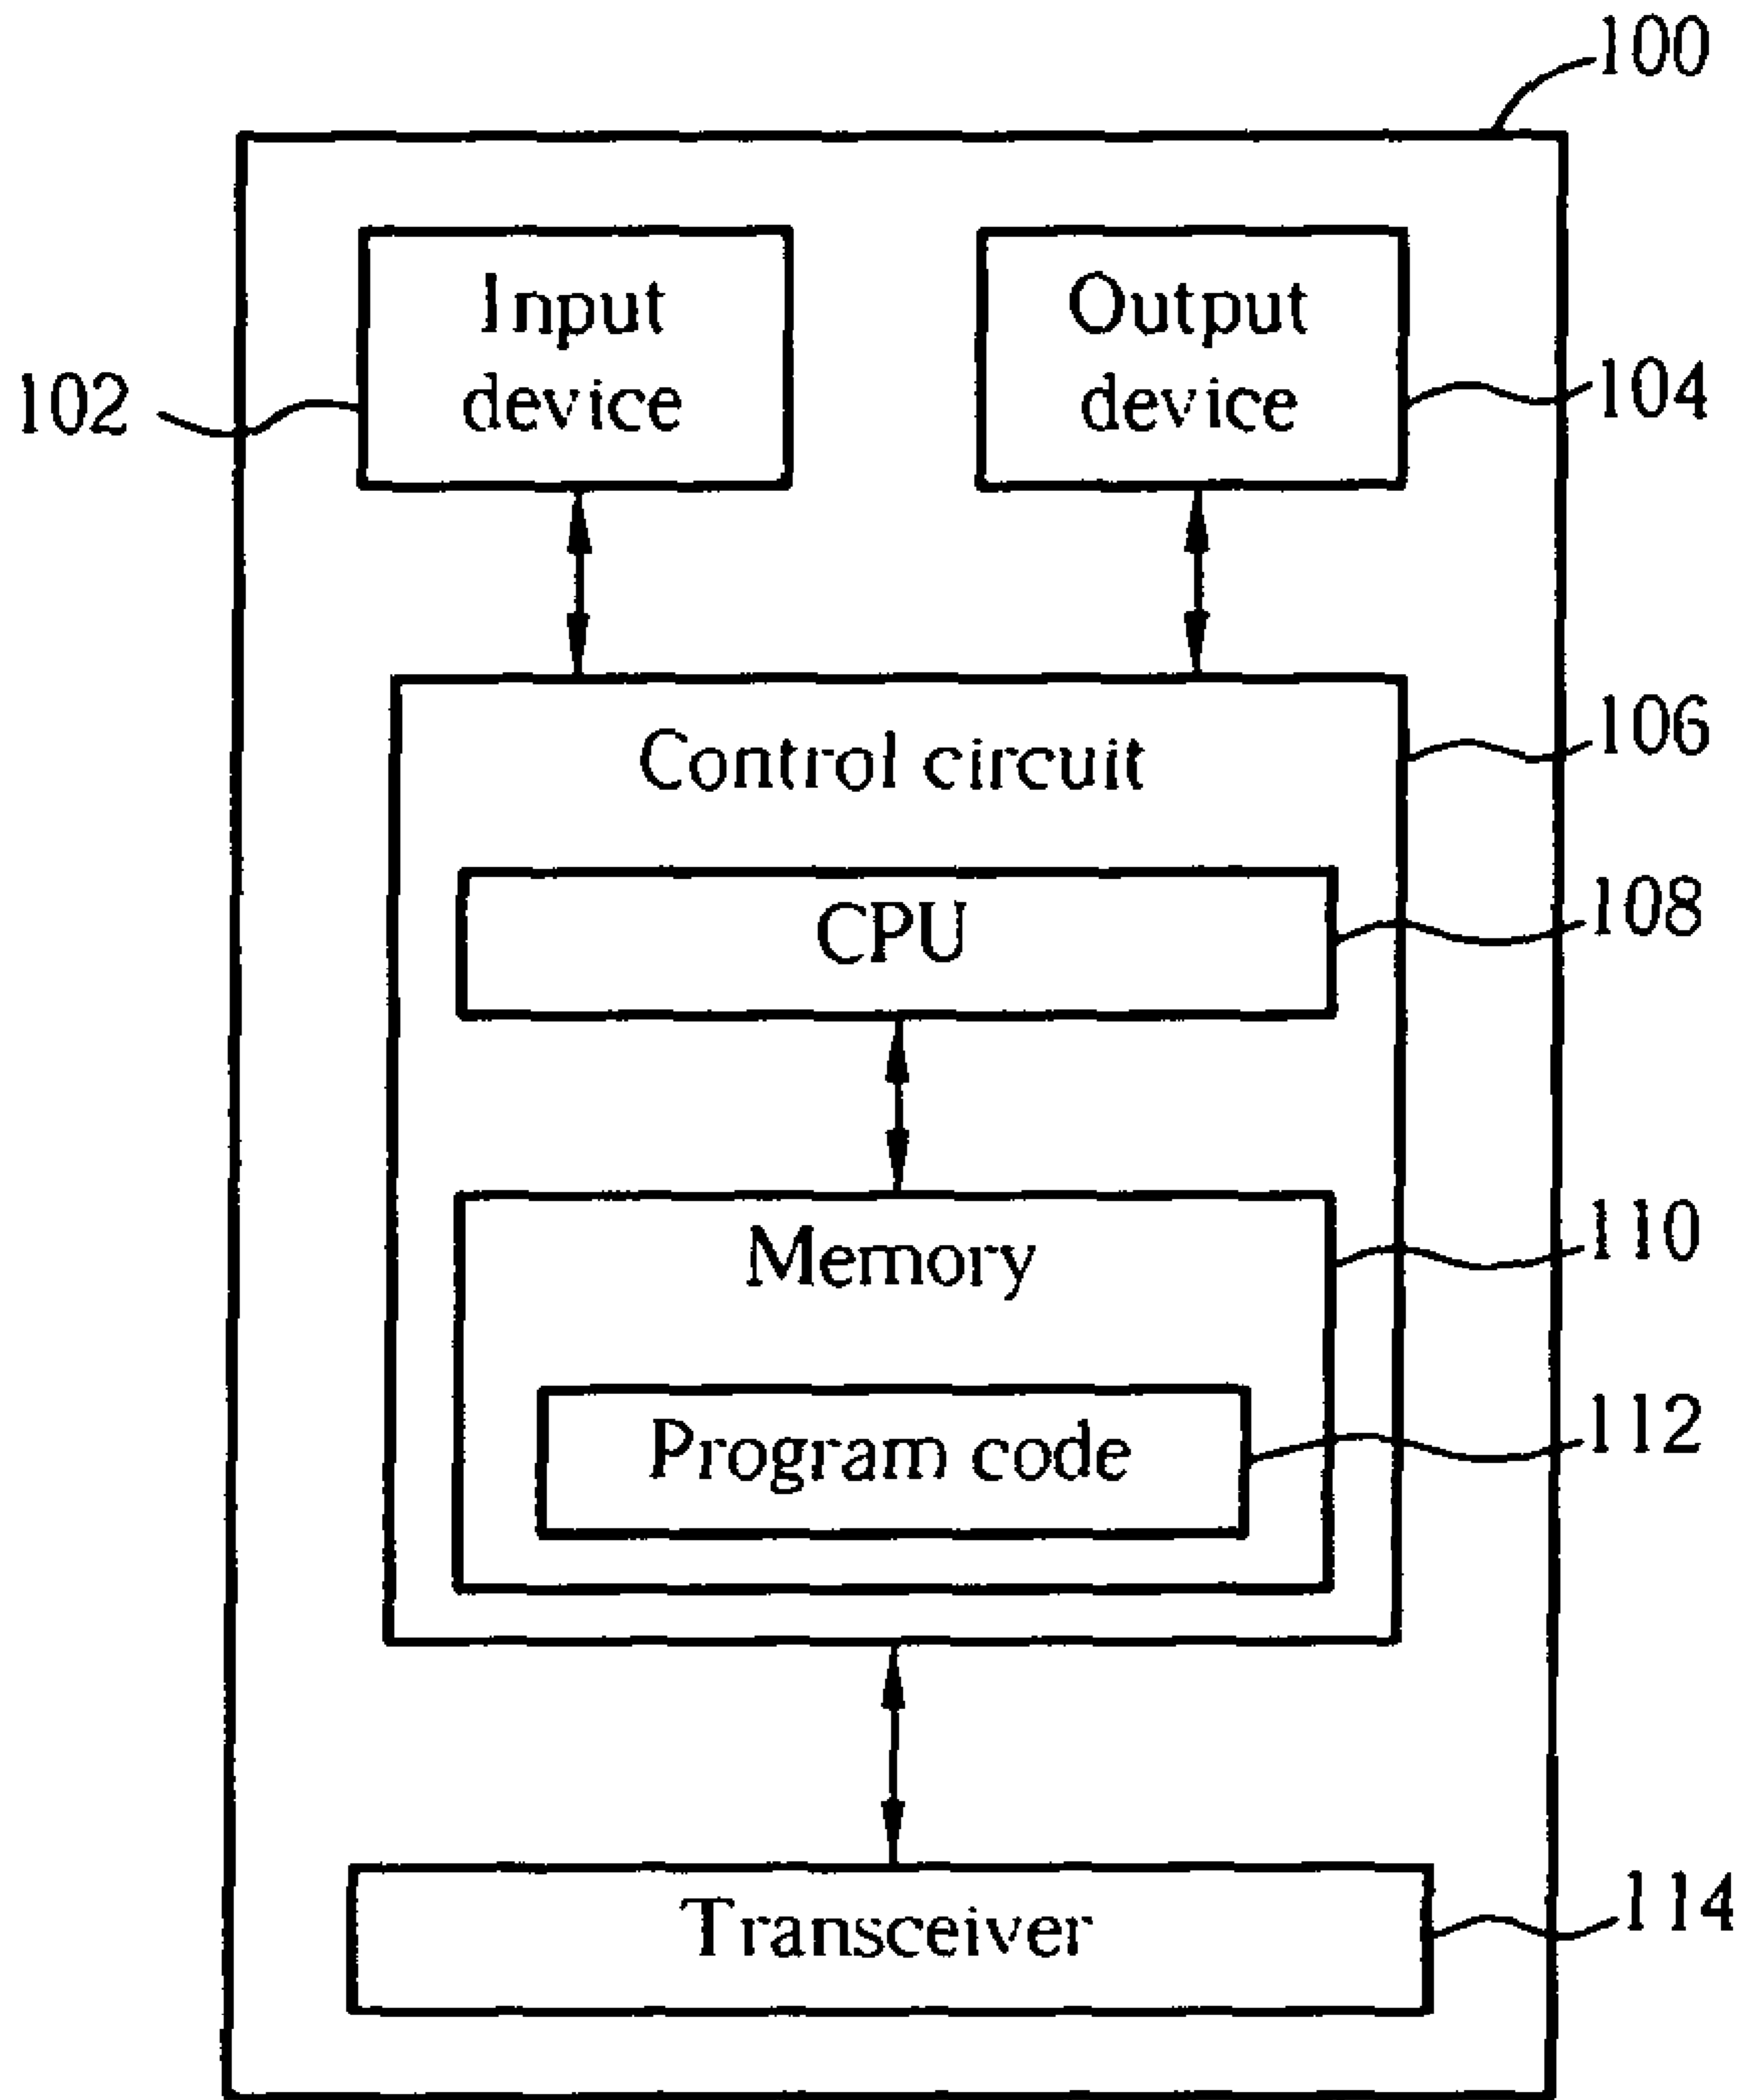 100
Input
device
Output
device
102
104
Control circuit
106
CPU
108
Memory
110
Program code
112
Transceiver
114